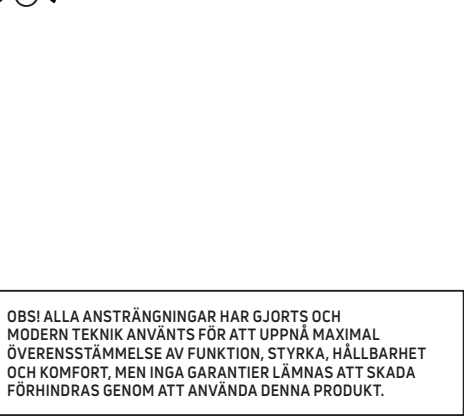 OBS! ALLA ANSTRÄNGNINGAR HAR GJORTS OCH
MODERN TEKNIK ANVÄNTS FÖR ATT UPPNÅ MAXIMAL
ÖVERENSSTÄMMELSE AV FUNKTION, STYRKA, HÅLLBARHET
OCH KOMFORT, MEN INGA GARANTIER LÄMNAS ATT SKADA
FÖRHINDRAS GENOM ATT ANVÄNDA DENNA PRODUKT.